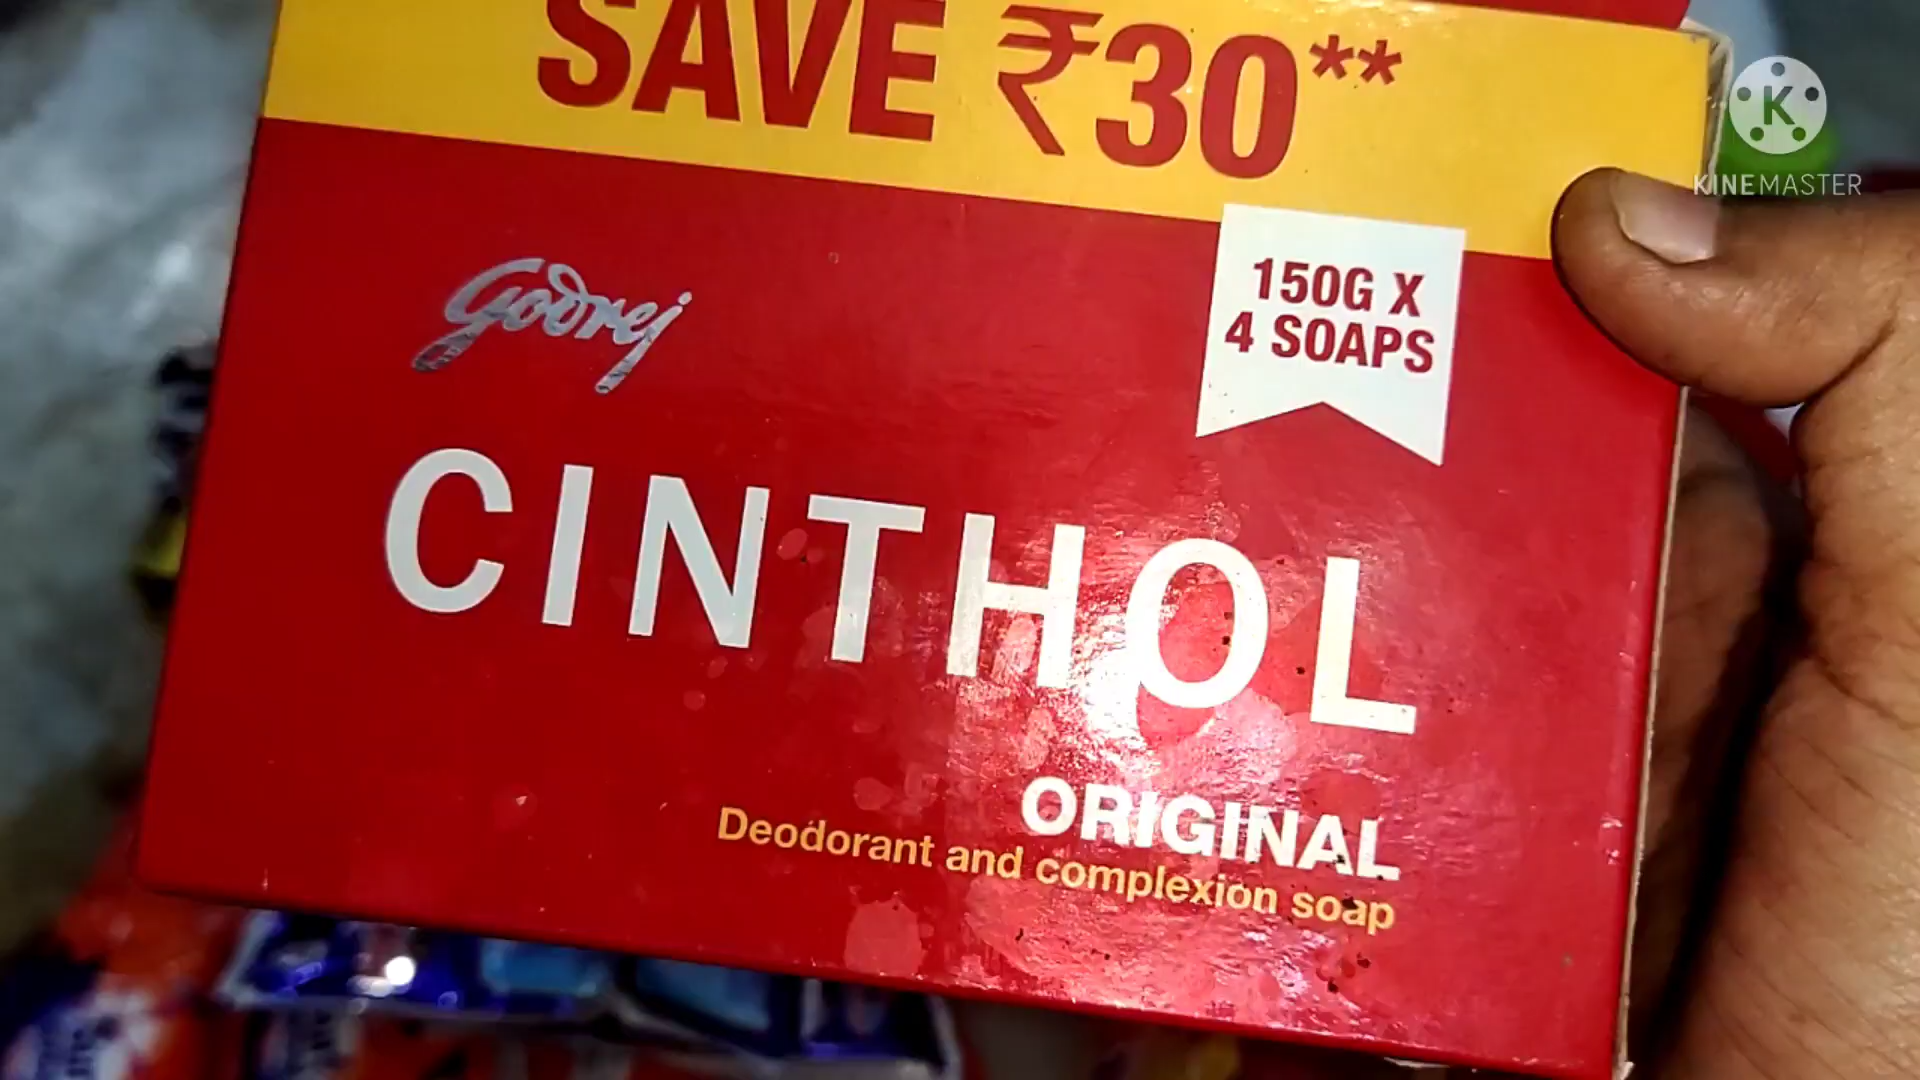 SAVE ₹30**
KINEMASTER
Godrej
150G X
4 SOAPS
CINTHOL
ORIGINAL
Deodorant and complexion soap